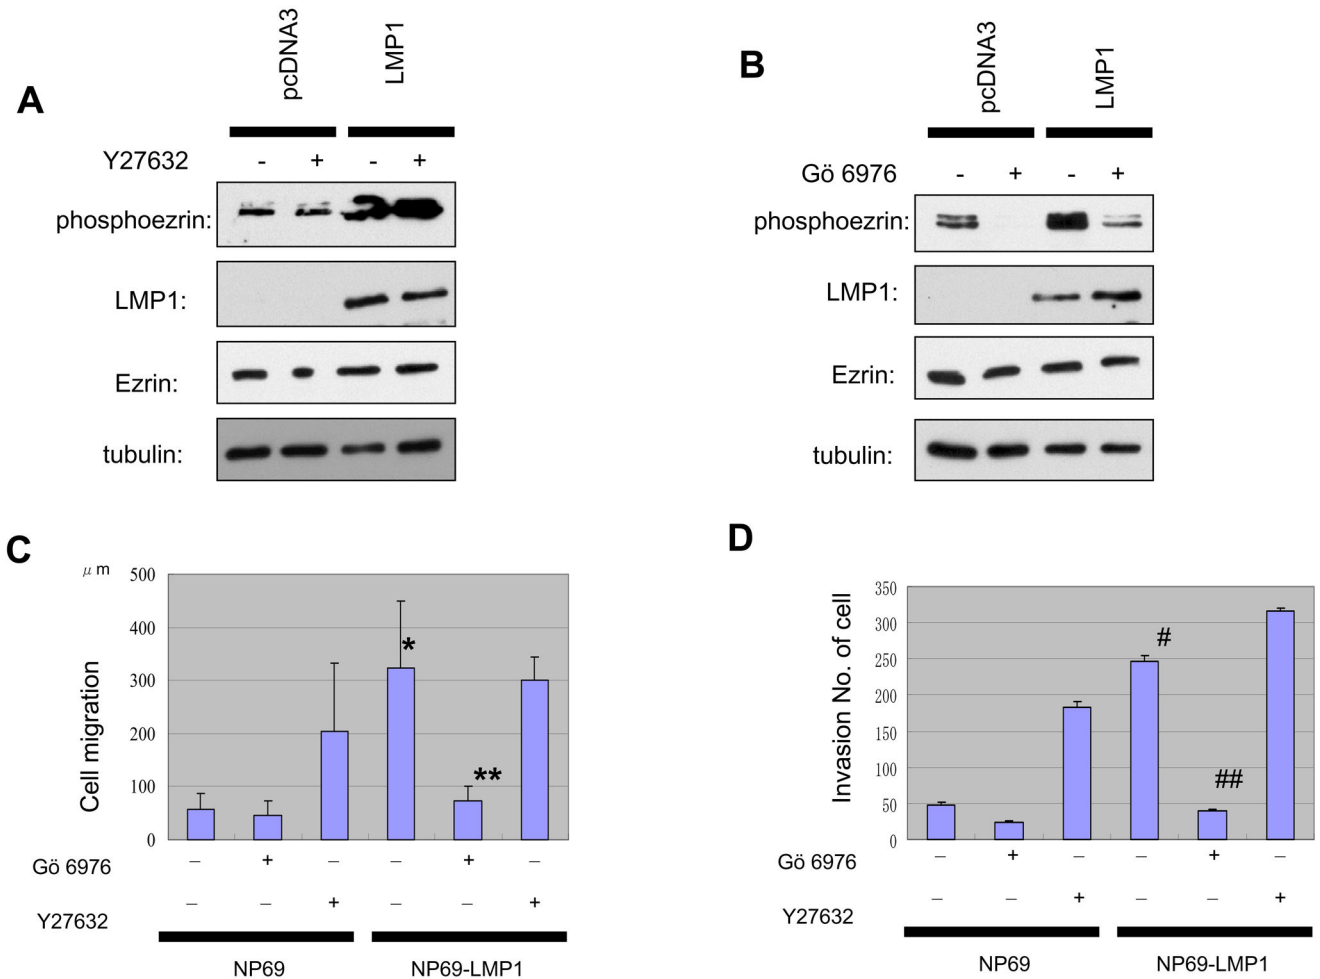 A
pcDNA3
LMP1
Y27632 - + - +
phosphoezrin:
LMP1:
Ezrin:
tubulin:
B
pcDNA3
LMP1
Gö 6976 - + - +
phosphoezrin:
LMP1:
Ezrin:
tubulin:
C
μm
Cell migration
500
400
300
200
100
0
*
**
Gö 6976 – + – – + –
Y27632 – – + – – +
NP69 NP69-LMP1
D
Invasion No. of cell
350
300
250
200
150
100
50
0
#
##
Gö 6976 – + – – + –
Y27632 – – + – – +
NP69 NP69-LMP1